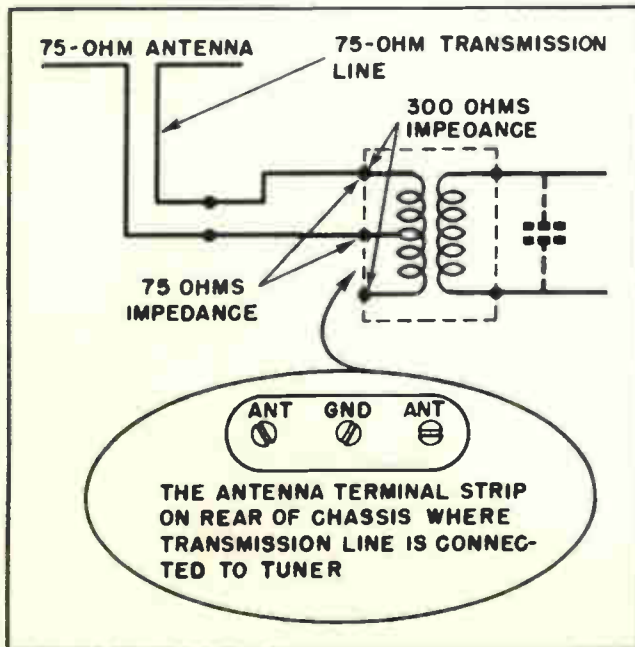 75-OHM ANTENNA
75-OHM TRANSMISSION
LINE
300 OHMS
IMPEDANCE
75 OHMS
IMPEDANCE
ANT GND ANT
THE ANTENNA TERMINAL STRIP
ON REAR OF CHASSIS WHERE
TRANSMISSION LINE IS CONNEC-
TED TO TUNER